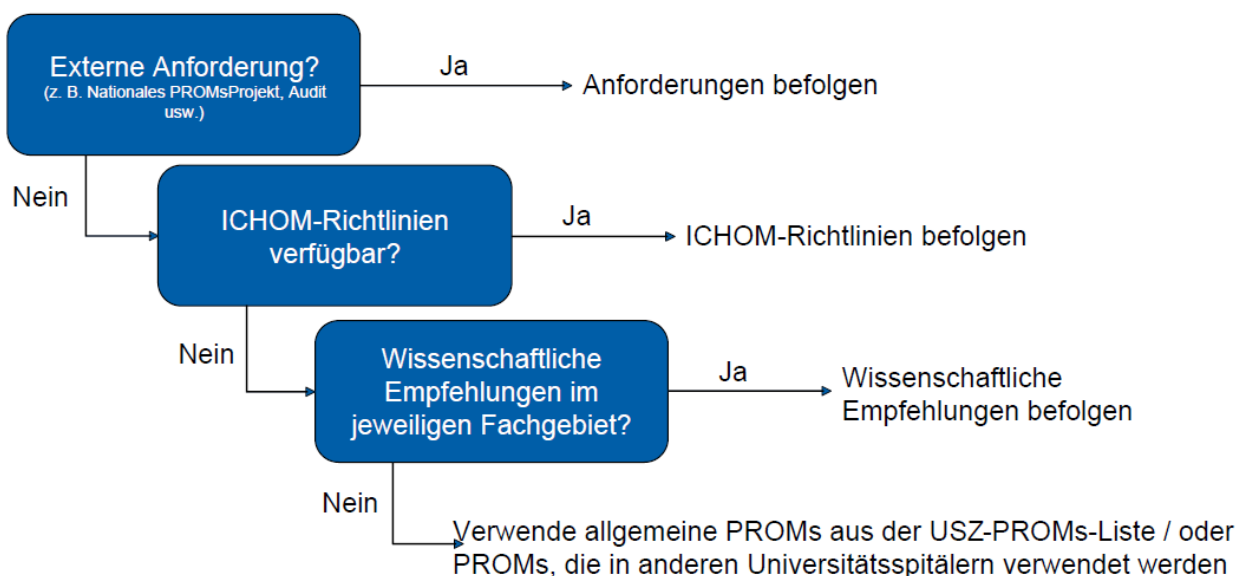 Externe Anforderung?
(z. B. Nationales PROMsProjekt, Audit
usw.)
Ja
Anforderungen befolgen
Nein
ICHOM-Richtlinien
verfügbar?
Ja
ICHOM-Richtlinien befolgen
Nein
Wissenschaftliche
Empfehlungen im
jeweiligen Fachgebiet?
Ja
Wissenschaftliche
Empfehlungen befolgen
Nein
Verwende allgemeine PROMs aus der USZ-PROMs-Liste / oder
PROMs, die in anderen Universitätsspitälern verwendet werden